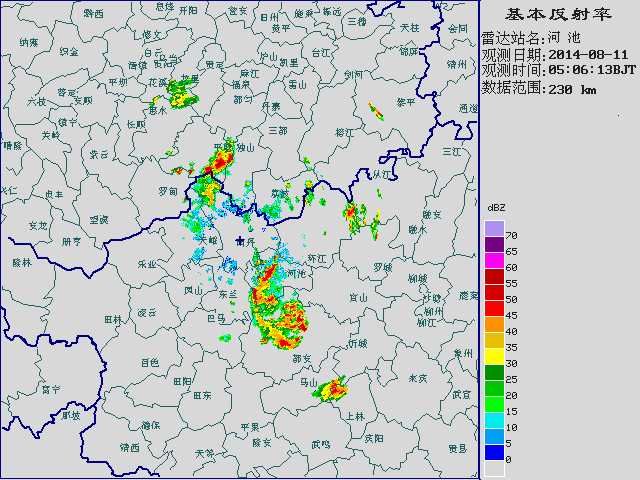 基本反射率
雷达站名:河 池
观测日期:2014-08-11
观测时间:05:06:13BJT
数据范围:230 km
dBZ
70
65
60
55
50
45
40
35
30
25
20
15
10
5
0
黔西
息烽
开阳
三穗
天柱
会同
纳雍
织金
修文
白云
清镇
贵阳
贵定
麻江
凯里
台江
剑河
锦屏
靖州
六枝
普定
安顺
平坝
花溪
龙里
福泉
都匀
丹寨
雷山
黎平
通道
镇宁
关岭
惠水
长顺
三都
榕江
三江
晴隆
紫云
平塘
独山
从江
兴仁
贞丰
罗甸
荔波
安龙
望谟
册亨
天峨
南丹
环江
融安
融水
隆林
乐业
河池
罗城
柳城
凤山
东兰
宜山
鹿寨
田林
凌云
巴马
柳州
柳江
忻城
百色
都安
象州
田阳
田东
马山
来宾
武宣
富宁
那坡
上林
德保
靖西
天等
平果
隆安
武鸣
宾阳
贵县